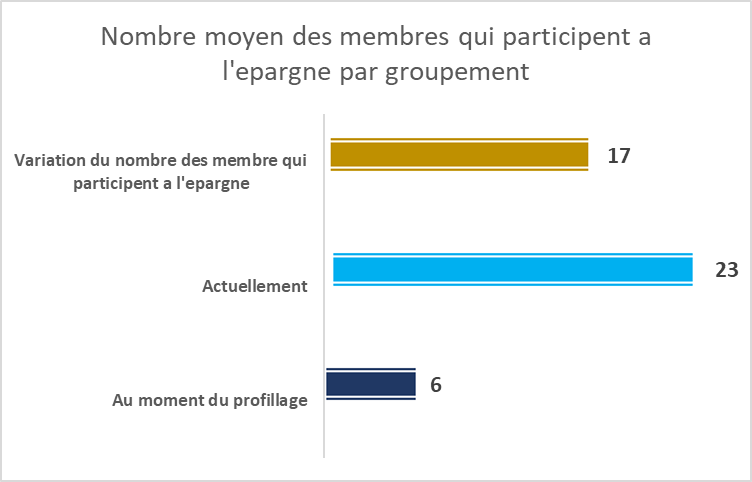 Nombre moyen des membres qui participent a
l'epargne par groupement
Variation du nombre des membre qui
participent a l'epargne
17
Actuellement
23
Au moment du profillage
6